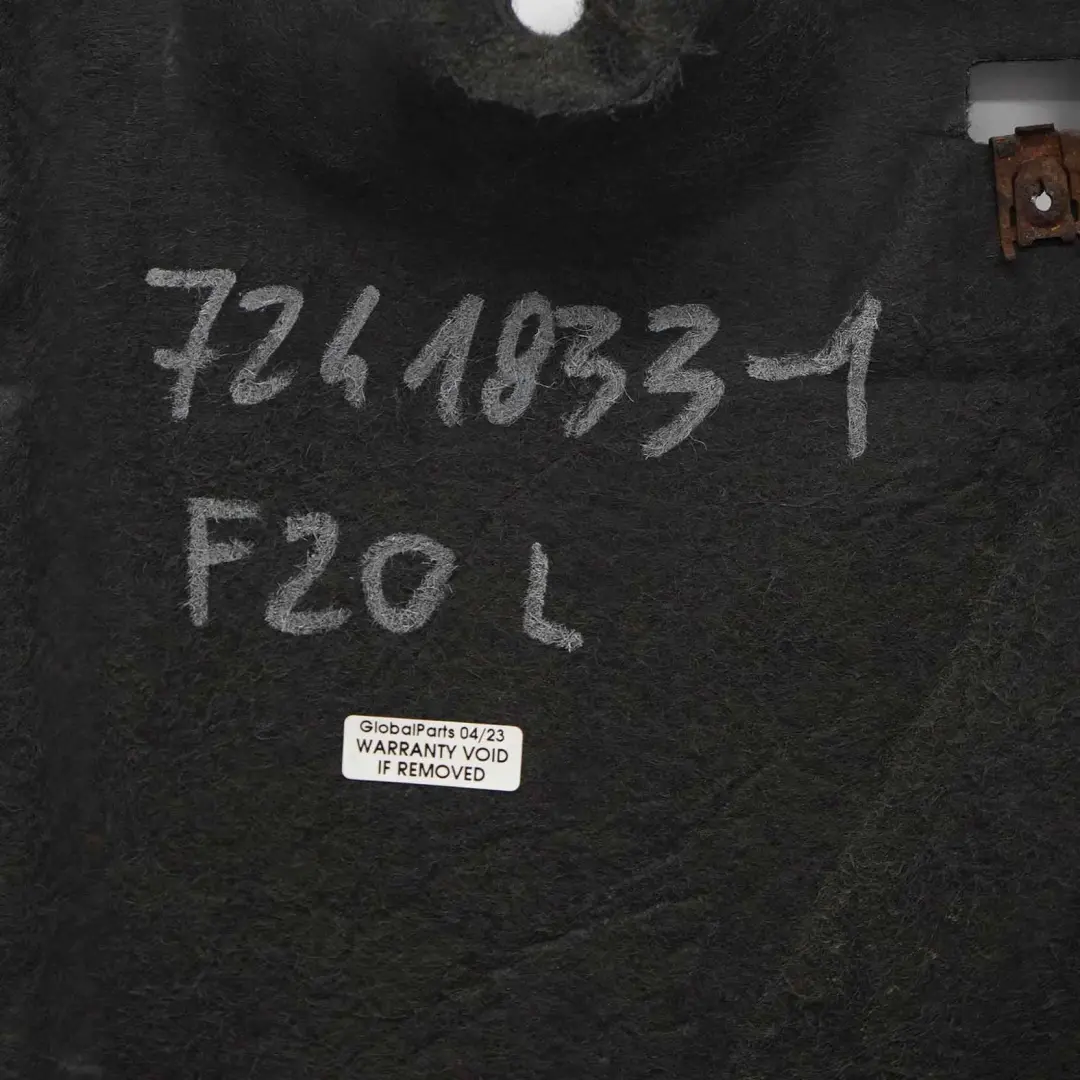 7241833-1
F20 L
GlobalParts 04/23
WARRANTY VOID
IF REMOVED